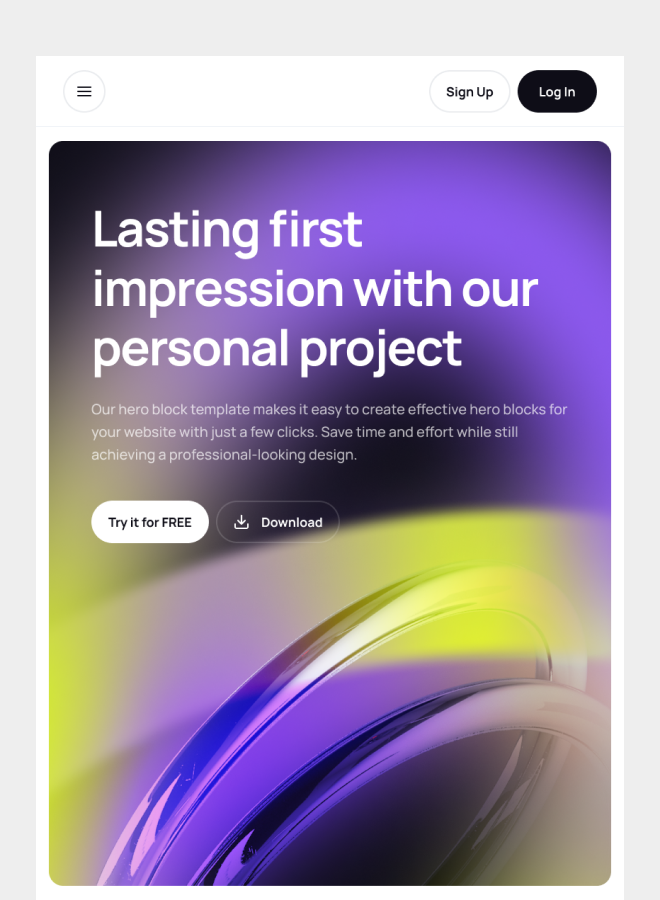 Sign Up
Log In
Lasting first
impression with our
personal project
Our hero block template makes it easy to create effective hero blocks for
your website with just a few clicks. Save time and effort while still
achieving a professional-looking design.
Try it for FREE
Download